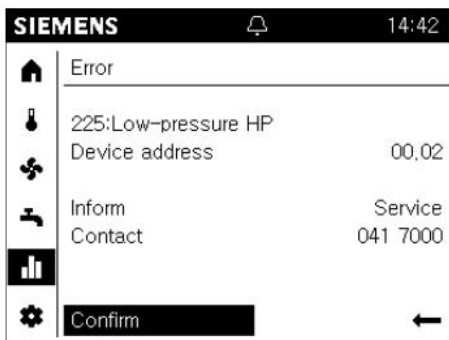 SIEMENS 14:42
Error
225:Low-pressure HP
Device address 00,02
Inform Service
Contact 041 7000
Confirm